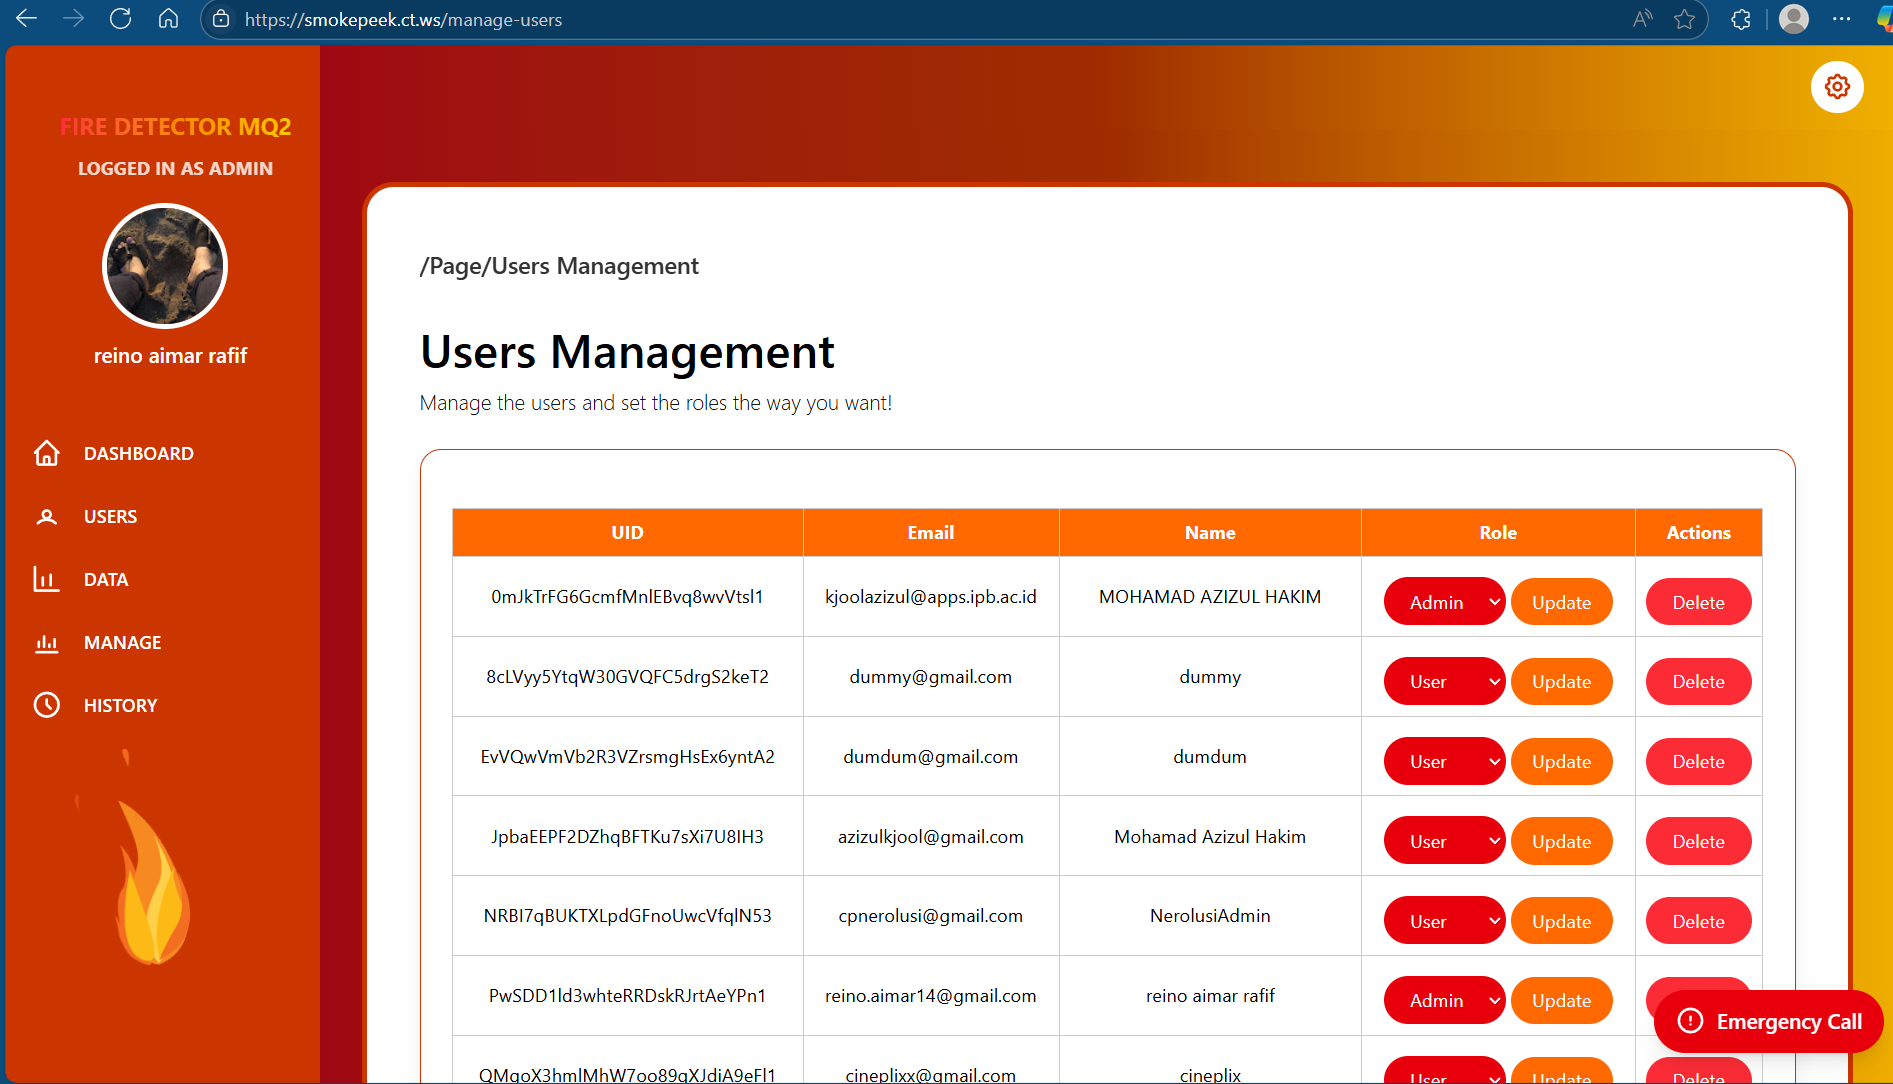 https://smokepeek.ct.ws/manage-users
FIRE DETECTOR MQ2
LOGGED IN AS ADMIN
reino aimar rafif
DASHBOARD
USERS
DATA
MANAGE
HISTORY
/Page/Users Management
Users Management
Manage the users and set the roles the way you want!
UID Email Name Role Actions
0mJkTrFG6GcmfMnlEBvq8wvVtsl1 kjoolazizul@apps.ipb.ac.id MOHAMAD AZIZUL HAKIM Admin Update Delete
8cLVyy5YtqW30GVQFC5drgS2keT2 dummy@gmail.com dummy User Update Delete
EvVQwVmVb2R3VZrsmgHsEx6yntA2 dumdum@gmail.com dumdum User Update Delete
JpbaEEPF2DZhqBFTKu7sXi7U8IH3 azizulkjool@gmail.com Mohamad Azizul Hakim User Update Delete
NRBI7qBUKTXLpdGFnoUwcVfqlN53 cpnerolusi@gmail.com NerolusiAdmin User Update Delete
PwSDD1ld3whteRRDskRJrtAeYPn1 reino.aimar14@gmail.com reino aimar rafif Admin Update
Emergency Call
cineplixx@gmail.com cineplix User Update Delete